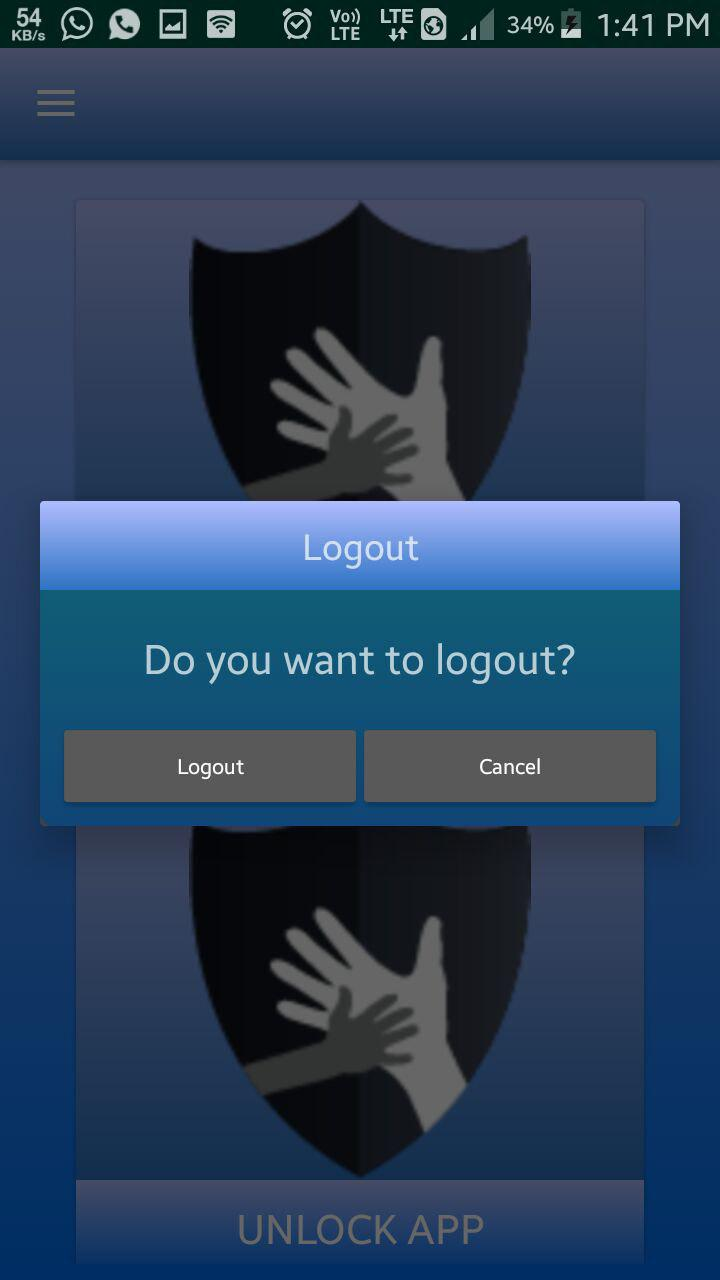 54
KB/s
Vo))
LTE
LTE
34%
1:41 PM
Logout
Do you want to logout?
Logout
Cancel
UNLOCK APP